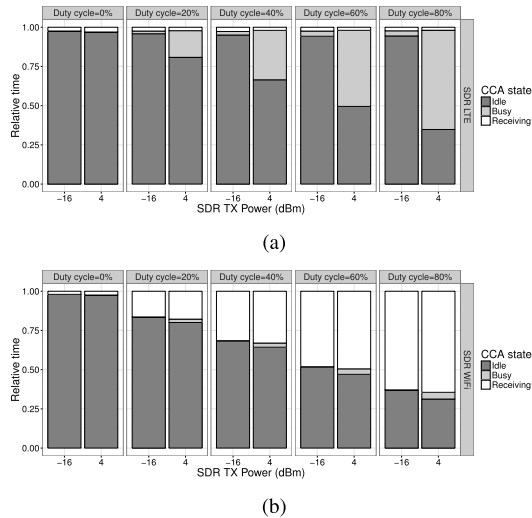 Duty cycle=0% Duty cycle=20% Duty cycle=40% Duty cycle=60% Duty cycle=80%
1.00
0.75
0.50
0.25
0.00
Relative time
SDR LTE
CCA state
Idle
Busy
Receiving
−16 4 −16 4 −16 4 −16 4 −16 4
SDR TX Power (dBm)
(a)
Duty cycle=0% Duty cycle=20% Duty cycle=40% Duty cycle=60% Duty cycle=80%
1.00
0.75
0.50
0.25
0.00
Relative time
SDR WiFi
CCA state
Idle
Busy
Receiving
−16 4 −16 4 −16 4 −16 4 −16 4
SDR TX Power (dBm)
(b)